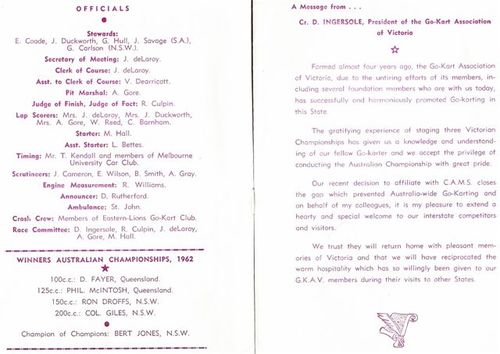 OFFICIALS
Stewards:
E. Coade, J. Duckworth, G. Hull, J. Savage (S.A.),
G. Carlson (N.S.W.)
Secretary of Meeting: J. deLaroy.
Clerk of Course: J. deLaroy.
Asst. to Clerk of Course: V. Dearricott.
Pit Marshal: A. Gore.
Judge of Finish, Judge of Fact: R. Culpin.
Lap Scorers: Mrs. J. deLaroy, Mrs. J. Duckworth,
Mrs. A. Gore, W. Reed, C. Barnham.
Starter: M. Hall.
Asst. Starter: L. Bettes.
Timing: Mr. T. Kendall and members of Melbourne
University Car Club.
Scrutineers: J. Cameron, E. Wilson, B. Smith, A. Gray.
Engine Measurement: R. Williams.
Announcer: D. Rutherford.
Ambulance: St. John.
Crash Crew: Members of Eastern-Lions Go-Kart Club.
Race Committee: D. Ingersole, R. Culpin, J. deLaroy,
A. Gore, M. Hall.
WINNERS AUSTRALIAN CHAMPIONSHIPS, 1962
100c.c.: D. FAYER, Queensland.
125c.c.: PHIL. McINTOSH, Queensland.
150c.c.: RON DROFFS, N.S.W.
200c.c.: COL. GILES, N.S.W.
Champion of Champions: BERT JONES, N.S.W.
A Message from . . .
Cr. D. INGERSOLE, President of the Go-Kart Association
of Victoria
Formed almost four years ago, the Go-Kart Association
of Victoria, due to the untiring efforts of its members, in-
cluding several foundation members who are with us today,
has successfully and harmoniously promoted Go-karting in
this State.
The gratifying experience of staging three Victorian
Championships has given us a knowledge and understand-
ing of our fellow Go-karter and we accept the privilege of
conducting the Australian Championship with great pride.
Our recent decision to affiliate with C.A.M.S. closes
the gap which prevented Australia-wide Go-Karting and
on behalf of my colleagues, it is my pleasure to extend a
hearty and special welcome to our interstate competitors
and visitors.
We trust they will return home with pleasant mem-
ories of Victoria and that we will have reciprocated the
warm hospitality which has so willingly been given to our
G.K.A.V. members during their visits to other States.